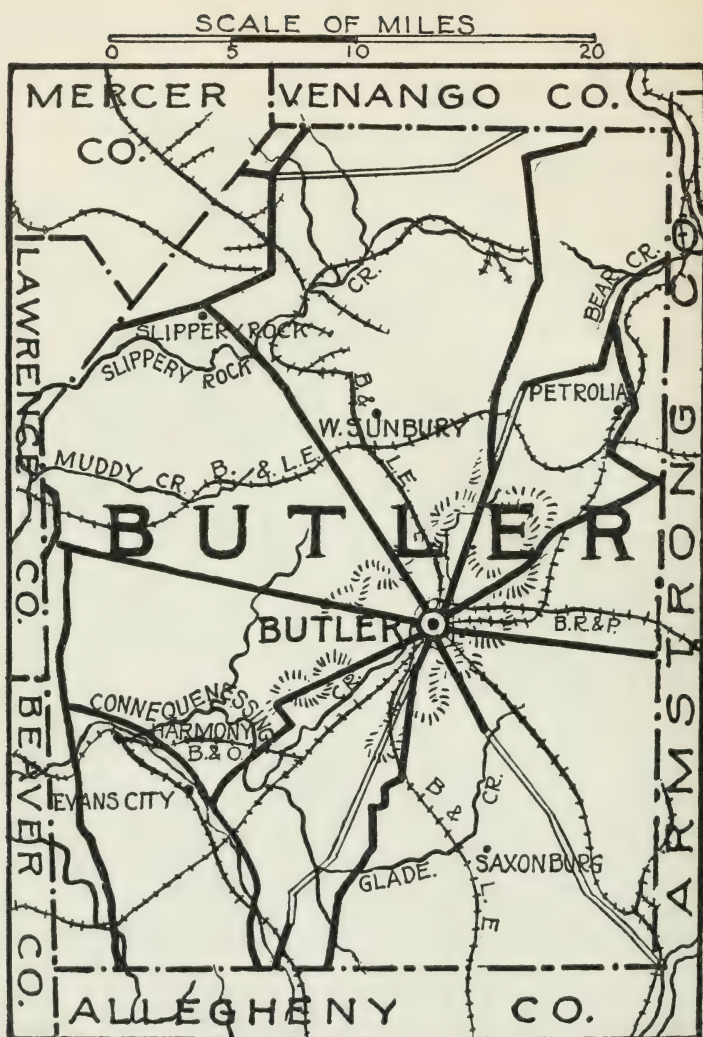 SCALE OF MILES
0 5 10 20
MERCER CO.
VENANGO CO.
LAWRENCE CO.
BEAR CR.
SLIPPERY ROCK
SLIPPERY ROCK CR.
PETROLIA
B. & L.E.
W. SUNBURY
MUDDY CR.
B. & L.E.
BUTLER
ARMSTRONG CO.
BUTLER
B.R.&P.
CONNEQUENESSING CR.
HARMONY
B.&O.
EVANS CITY
BEAVER CO.
B & L.E
GLADE. CR.
SAXONBURG
ALLEGHENY CO.